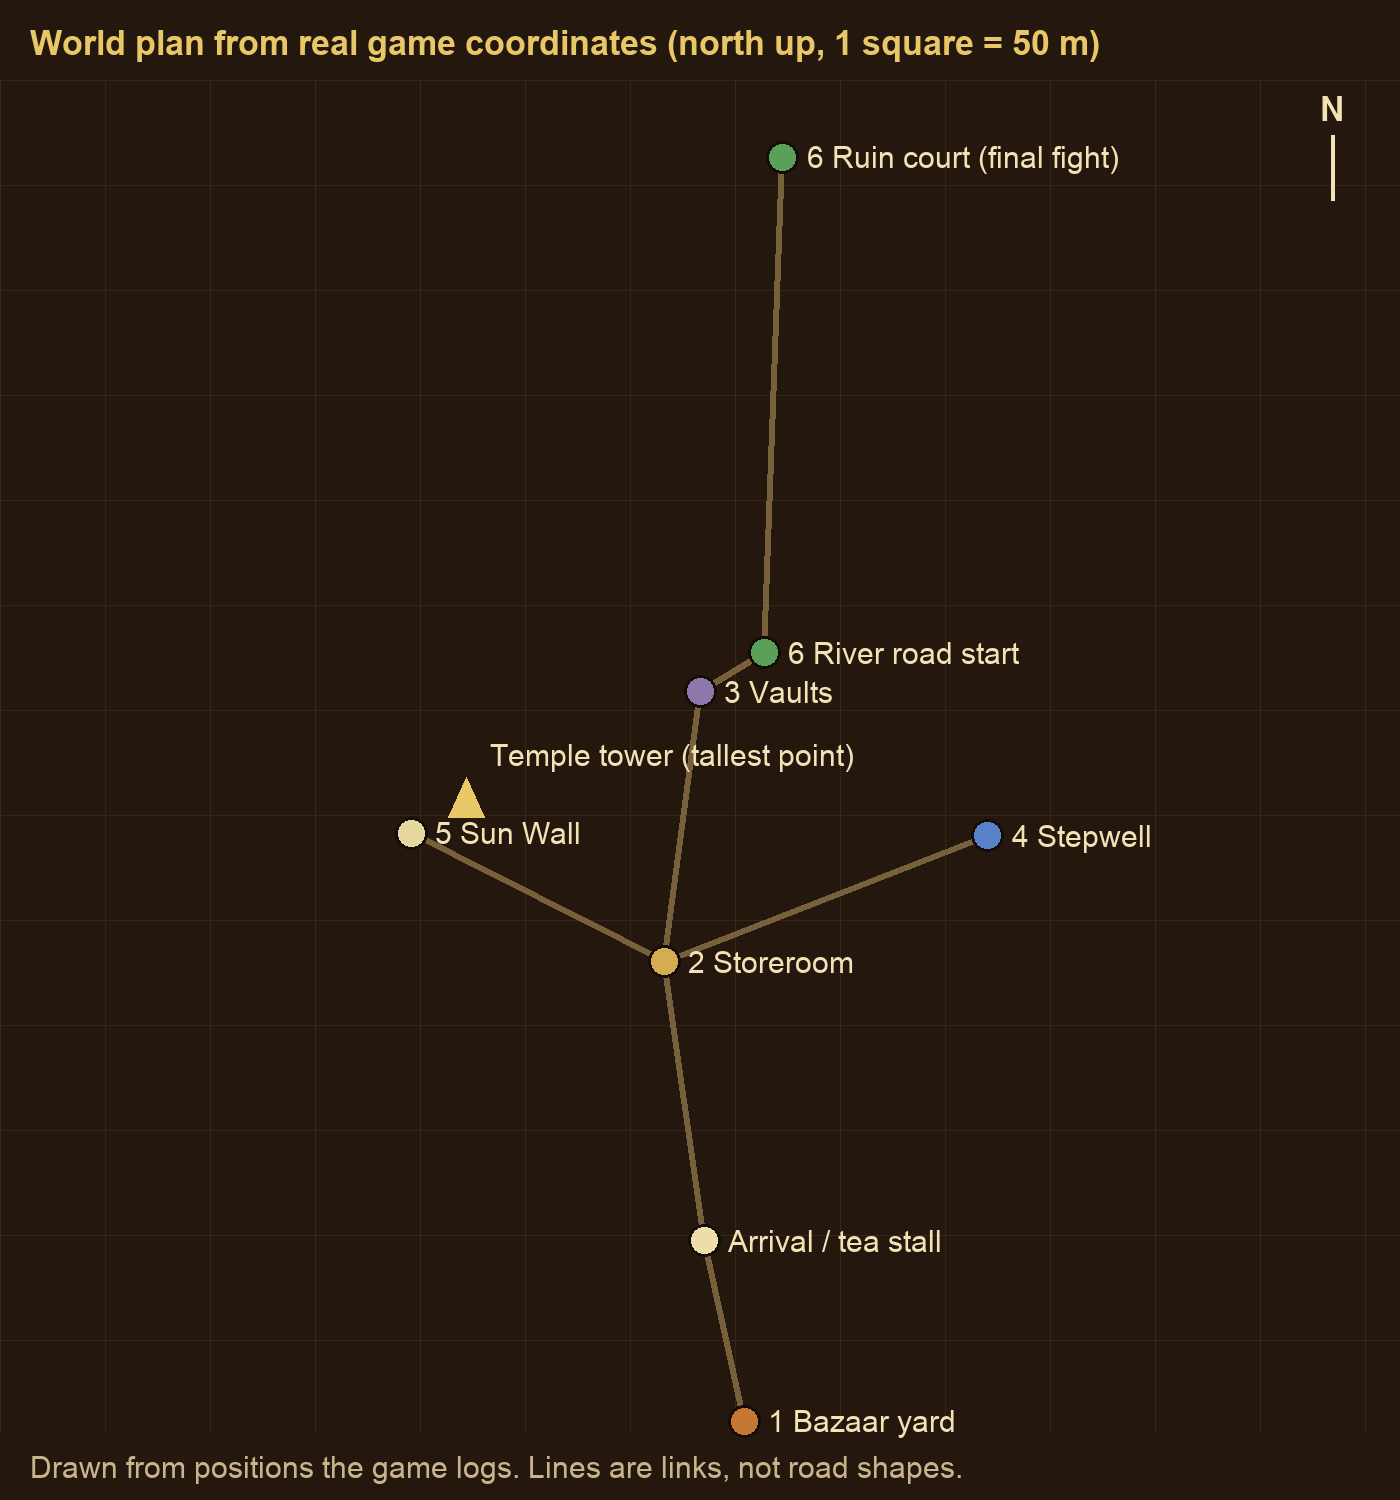 World plan from real game coordinates (north up, 1 square = 50 m)
N
6 Ruin court (final fight)
6 River road start
3 Vaults
Temple tower (tallest point)
5 Sun Wall
4 Stepwell
2 Storeroom
Arrival / tea stall
1 Bazaar yard
Drawn from positions the game logs. Lines are links, not road shapes.